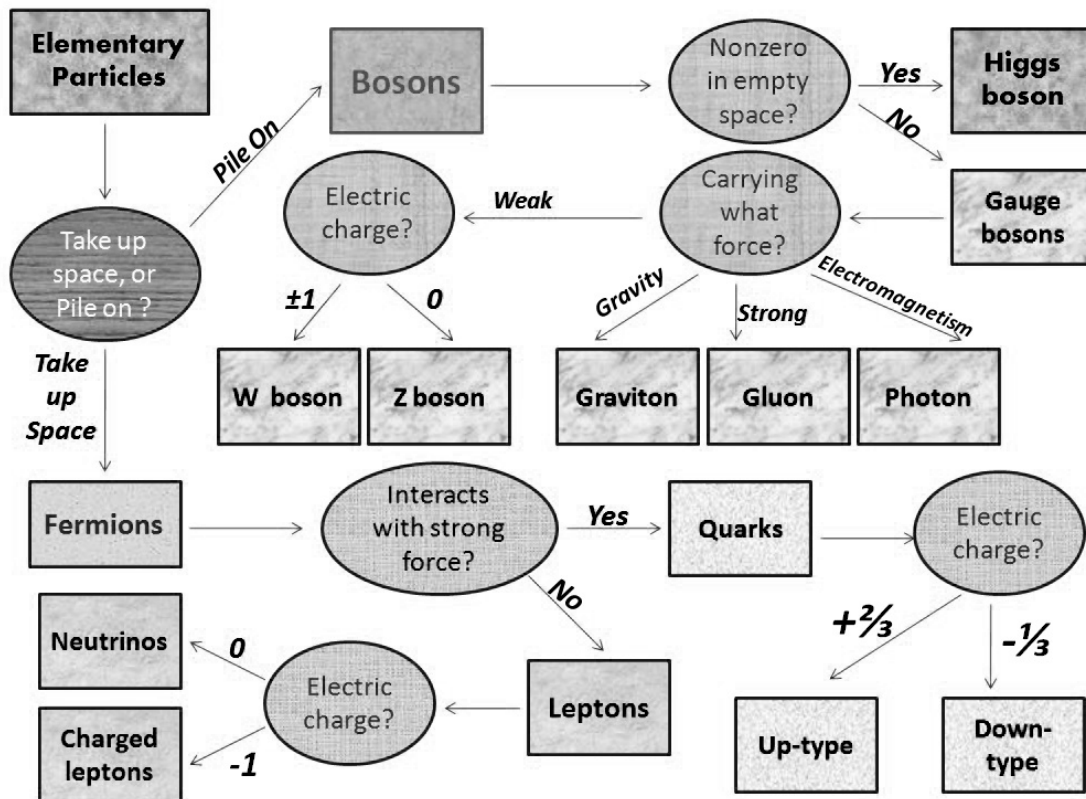 Elementary
Particles
Pile On
Bosons
Nonzero
in empty
space?
Yes
Higgs
boson
No
Take up
space, or
Pile on ?
Electric
charge?
Weak
Carrying
what
force?
Gauge
bosons
±1
0
Gravity
Strong
Electromagnetism
W boson
Z boson
Graviton
Gluon
Photon
Take
up
Space
Fermions
Interacts
with strong
force?
Yes
Quarks
Electric
charge?
No
+⅔
-⅓
Neutrinos
0
Electric
charge?
Leptons
Charged
leptons
-1
Up-type
Down-
type